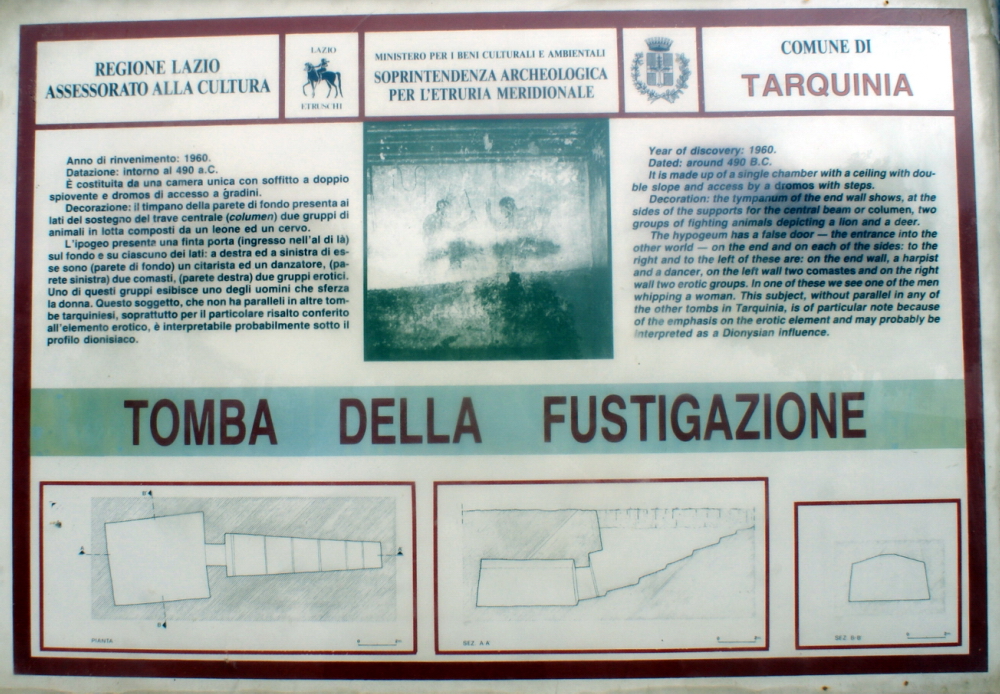 REGIONE LAZIO
ASSESSORATO ALLA CULTURA
LAZIO
ETRUSCHI
MINISTERO PER I BENI CULTURALI E AMBIENTALI
SOPRINTENDENZA ARCHEOLOGICA
PER L'ETRURIA MERIDIONALE
COMUNE DI
TARQUINIA
Anno di rinvenimento: 1960.
Datazione: intorno al 490 a.C.
È costituita da una camera unica con soffitto a doppio
spiovente e dromos di accesso a gradini.
Decorazione: il timpano della parete di fondo presenta ai
lati del sostegno del trave centrale (columen) due gruppi di
animali in lotta composti da un leone ed un cervo.
L'ipogeo presenta una finta porta (ingresso nell'al di là)
sul fondo e su ciascuno dei lati: a destra ed a sinistra di es-
se sono (parete di fondo) un citarista ed un danzatore, (pa-
rete sinistra) due comasti, (parete destra) due gruppi erotici.
Uno di questi gruppi esibisce uno degli uomini che sferza
la donna. Questo soggetto, che non ha paralleli in altre tom-
be tarquiniesi, soprattutto per il particolare risalto conferito
all'elemento erotico, è interpretabile probabilmente sotto il
profilo dionisiaco.
Year of discovery: 1960.
Dated: around 490 B.C.
It is made up of a single chamber with a ceiling with dou-
ble slope and access by a dromos with steps.
Decoration: the tympanum of the end wall shows, at the
sides of the supports for the central beam or columen, two
groups of fighting animals depicting a lion and a deer.
The hypogeum has a false door — the entrance into the
other world — on the end and on each of the sides: to the
right and to the left of these are: on the end wall, a harpist
and a dancer, on the left wall two comastes and on the right
wall two erotic groups. In one of these we see one of the men
whipping a woman. This subject, without parallel in any of
the other tombs in Tarquinia, is of particular note because
of the emphasis on the erotic element and may probably be
interpreted as a Dionysian influence.
TOMBA DELLA FUSTIGAZIONE
PIANTA
SEZ. A-A'
SEZ. B-B'